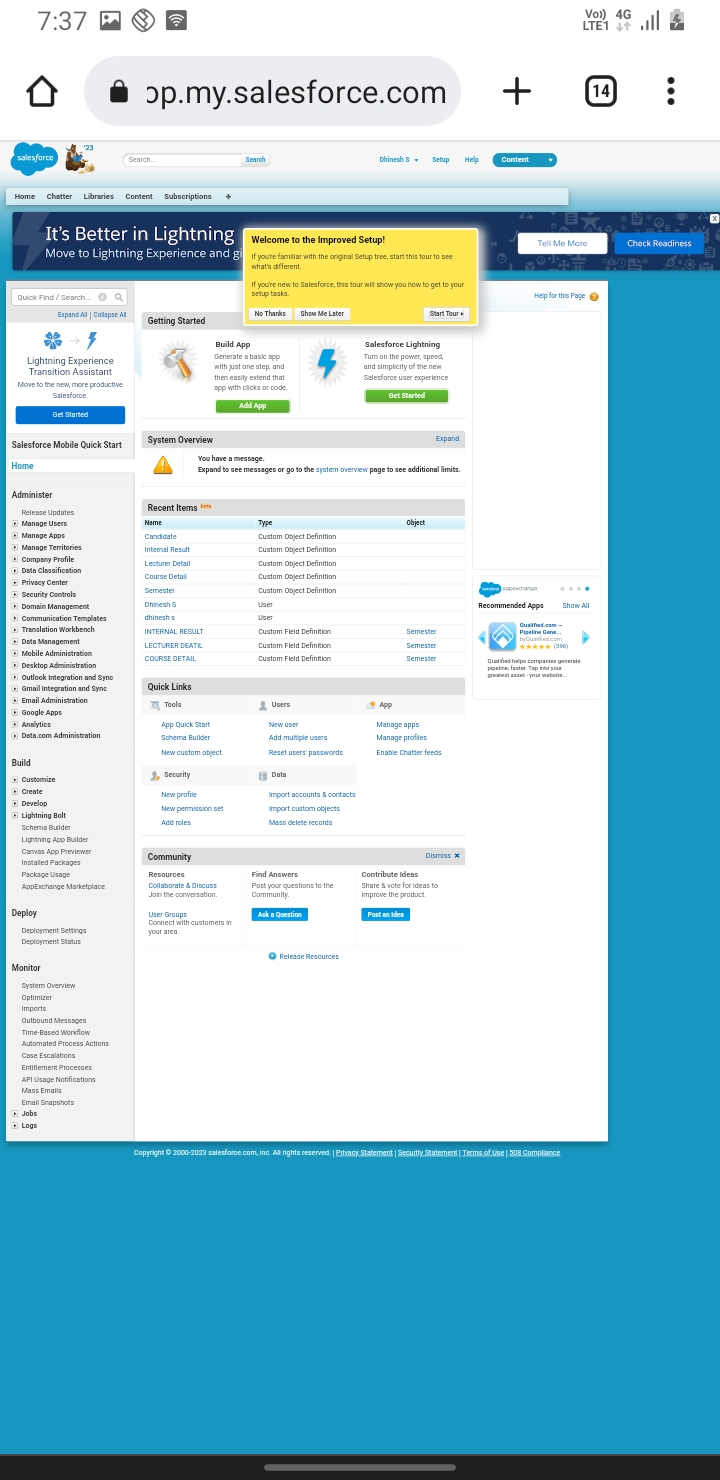 7:37
Vo)) LTE1 4G
op.my.salesforce.com
14
salesforce '23
Search... Search
Dhinesh S Setup Help Content
Home Chatter Libraries Content Subscriptions +
It's Better in Lightning
Move to Lightning Experience and gi
Tell Me More Check Readiness X
Welcome to the Improved Setup!
If you're familiar with the original Setup tree, start this tour to see
what's different.
If you're new to Salesforce, this tour will show you how to get to your
setup tasks.
No Thanks Show Me Later Start Tour
Quick Find / Search...
Expand All | Collapse All
Lightning Experience
Transition Assistant
Move to the new, more productive
Salesforce.
Get Started
Salesforce Mobile Quick Start
Home
Administer
Release Updates
Manage Users
Manage Apps
Manage Territories
Company Profile
Data Classification
Privacy Center
Security Controls
Domain Management
Communication Templates
Translation Workbench
Data Management
Mobile Administration
Desktop Administration
Outlook Integration and Sync
Gmail Integration and Sync
Email Administration
Google Apps
Analytics
Data.com Administration
Build
Customize
Create
Develop
Lightning Bolt
Schema Builder
Lightning App Builder
Canvas App Previewer
Installed Packages
Package Usage
AppExchange Marketplace
Deploy
Deployment Settings
Deployment Status
Monitor
System Overview
Optimizer
Imports
Outbound Messages
Time-Based Workflow
Automated Process Actions
Case Escalations
Entitlement Processes
API Usage Notifications
Mass Emails
Email Snapshots
Jobs
Logs
Help for this Page ?
Getting Started
Build App
Generate a basic app
with just one step, and
then easily extend that
app with clicks or code.
Add App
Salesforce Lightning
Turn on the power, speed,
and simplicity of the new
Salesforce user experience
Get Started
System Overview Expand
You have a message.
Expand to see messages or go to the system overview page to see additional limits.
Recent Items beta
Name Type Object
Candidate Custom Object Definition
Internal Result Custom Object Definition
Lecturer Detail Custom Object Definition
Course Detail Custom Object Definition
Semester Custom Object Definition
Dhinesh S User
dhinesh s User
INTERNAL RESULT Custom Field Definition Semester
LECTURER DEATIL Custom Field Definition Semester
COURSE DETAIL Custom Field Definition Semester
Quick Links
Tools Users App
App Quick Start New user Manage apps
Schema Builder Add multiple users Manage profiles
New custom object Reset users' passwords Enable Chatter feeds
Security Data
New profile Import accounts & contacts
New permission set Import custom objects
Add roles Mass delete records
Community Dismiss X
Resources
Collaborate & Discuss
Join the conversation.
User Groups
Connect with customers in
your area.
Find Answers
Post your questions to the
Community.
Ask a Question
Contribute Ideas
Share & vote for ideas to
improve the product.
Post an Idea
Release Resources
salesforce appexchange
Recommended Apps Show All
Qualified.com —
Pipeline Gene...
byQualified.com
(396)
Qualified helps companies generate
pipeline, faster. Tap into your
greatest asset - your website...
Copyright © 2000-2023 salesforce.com, inc. All rights reserved. | Privacy Statement | Security Statement | Terms of Use | 508 Compliance